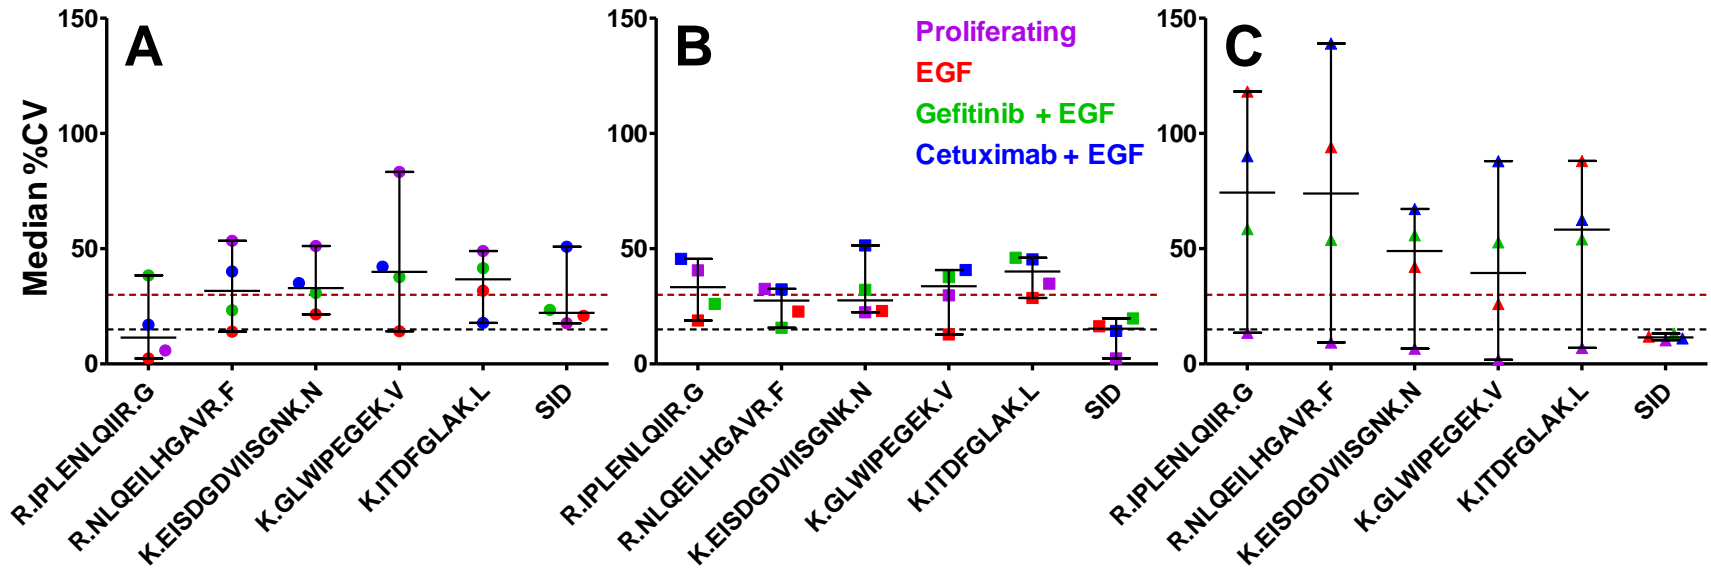 A
B
C
Proliferating
EGF
Gefitinib + EGF
Cetuximab + EGF
Median %CV
150
100
50
0
R.IPLENLQIIR.G
R.NLQEILHGAVR.F
K.EISDGDVIISGNK.N
K.GLWIPEGEK.V
K.ITDFGLAK.L
SID
150
100
50
0
R.IPLENLQIIR.G
R.NLQEILHGAVR.F
K.EISDGDVIISGNK.N
K.GLWIPEGEK.V
K.ITDFGLAK.L
SID
150
100
50
0
R.IPLENLQIIR.G
R.NLQEILHGAVR.F
K.EISDGDVIISGNK.N
K.GLWIPEGEK.V
K.ITDFGLAK.L
SID